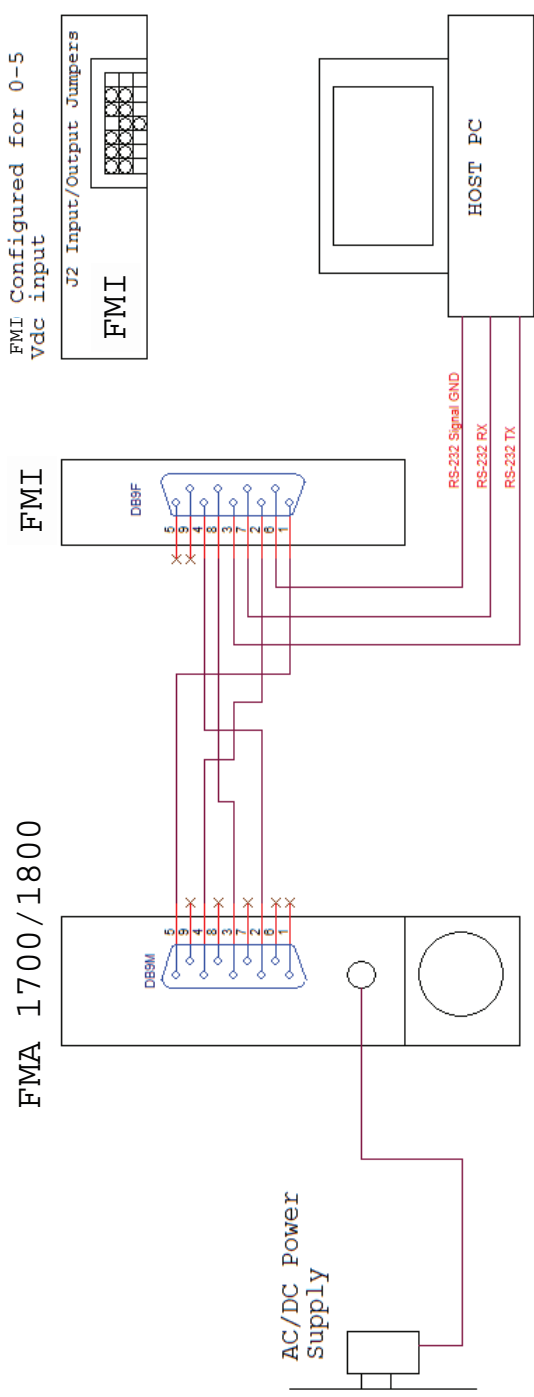 FMI Configured for 0-5
Vdc input
J2 Input/Output Jumpers
FMI
HOST PC
RS-232 Signal GND
RS-232 RX
RS-232 TX
FMI
DB9F
5
9
4
8
3
7
2
6
1
FMA 1700/1800
DB9M
5
9
4
8
3
7
2
6
1
AC/DC Power
Supply